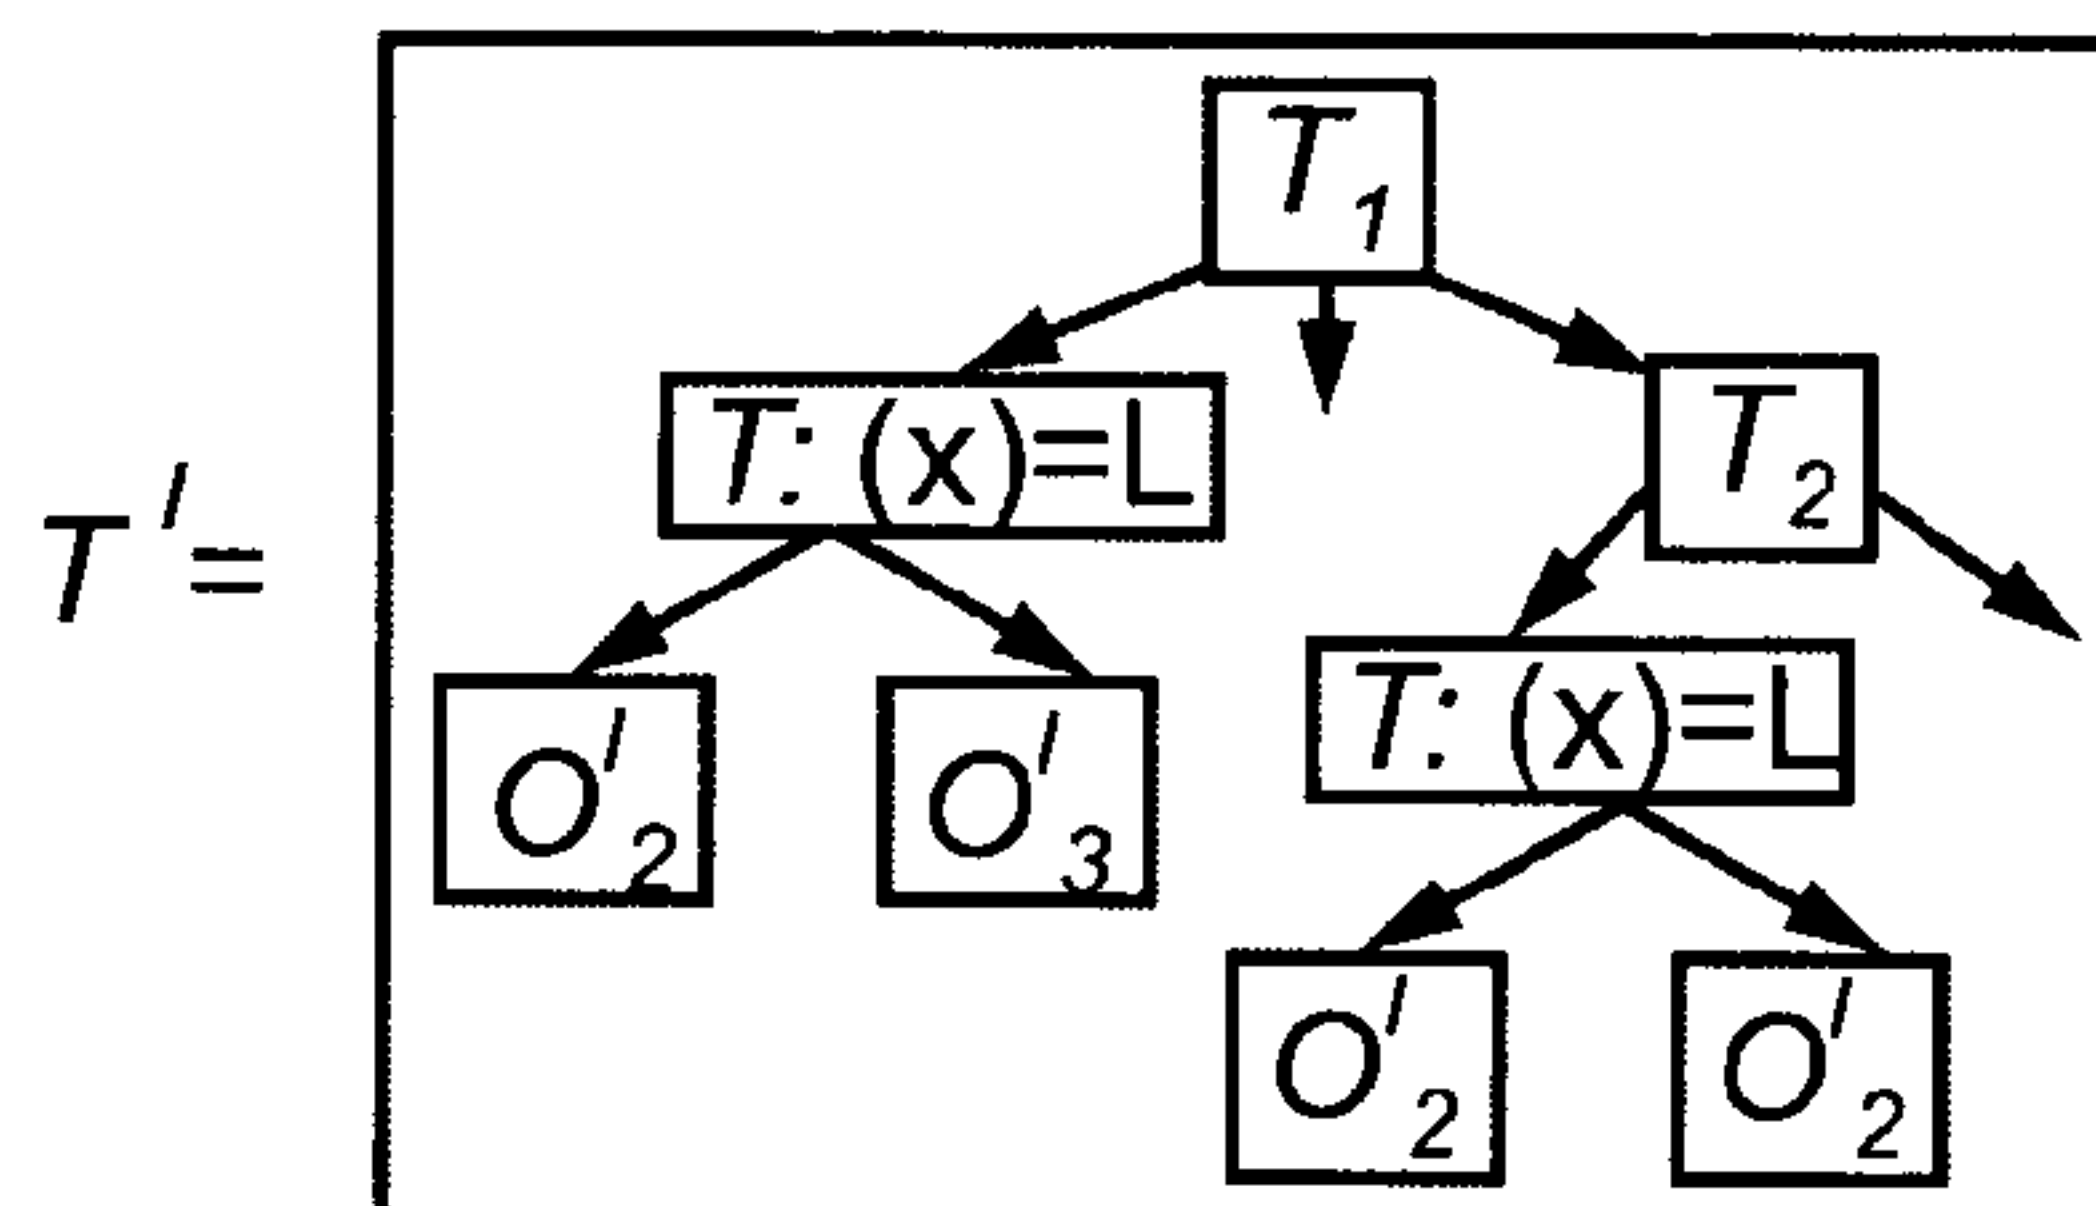 T₁
T: (x)=L
T₂
T′=
O′₂
O′₃
T: (x)=L
O′₂
O′₂